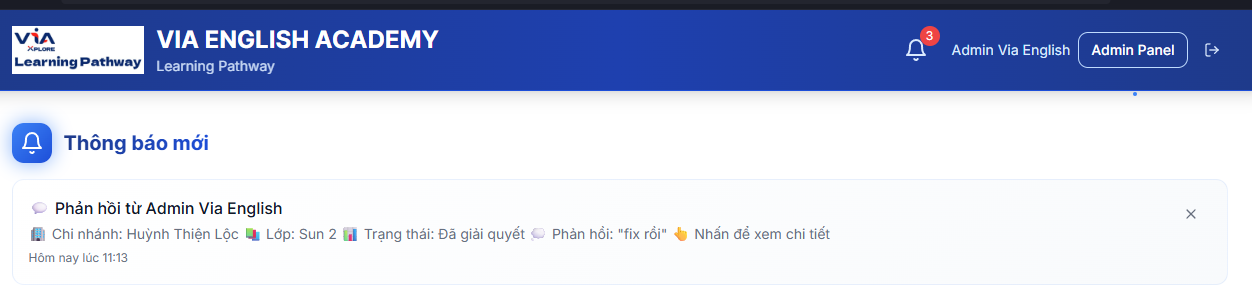 VIA
XPLORE
Learning Pathway
VIA ENGLISH ACADEMY
Learning Pathway
3
Admin Via English
Admin Panel
Thông báo mới
Phản hồi từ Admin Via English
Chi nhánh: Huỳnh Thiện Lộc Lớp: Sun 2 Trạng thái: Đã giải quyết Phản hồi: "fix rồi" Nhấn để xem chi tiết
Hôm nay lúc 11:13